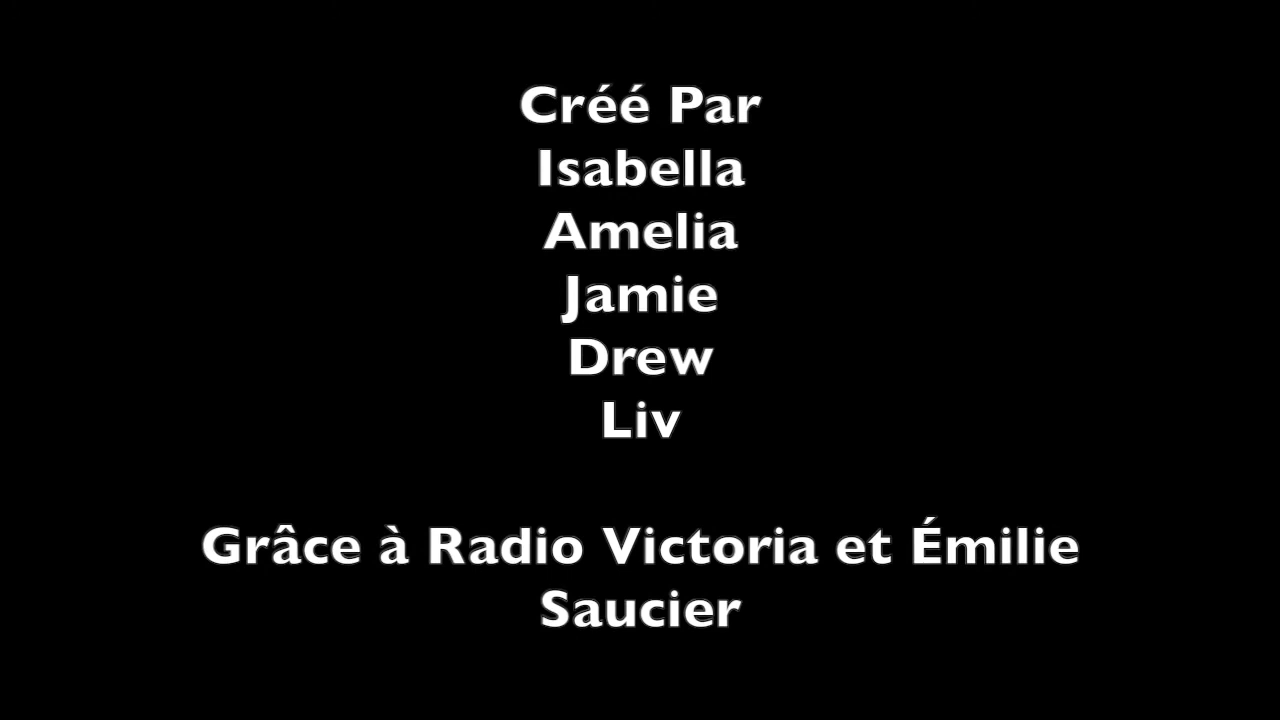 Créé Par
Isabella
Amelia
Jamie
Drew
Liv
Grâce à Radio Victoria et Émilie
Saucier